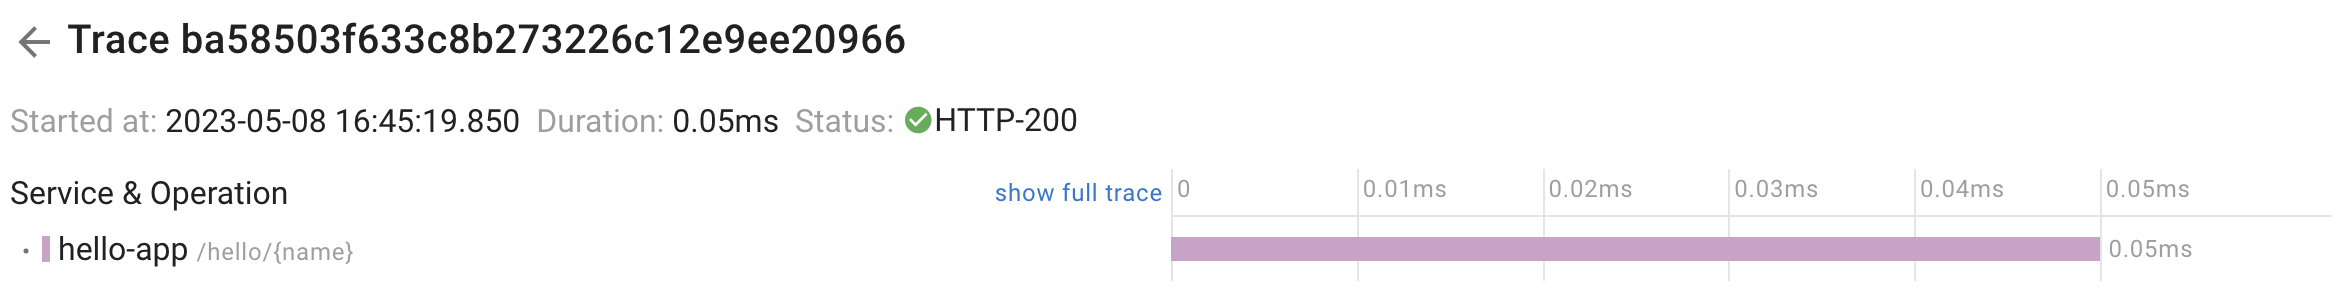 Trace ba58503f633c8b273226c12e9ee20966
Started at: 2023-05-08 16:45:19.850 Duration: 0.05ms Status: HTTP-200
Service & Operation show full trace 0 0.01ms 0.02ms 0.03ms 0.04ms 0.05ms
hello-app /hello/{name} 0.05ms